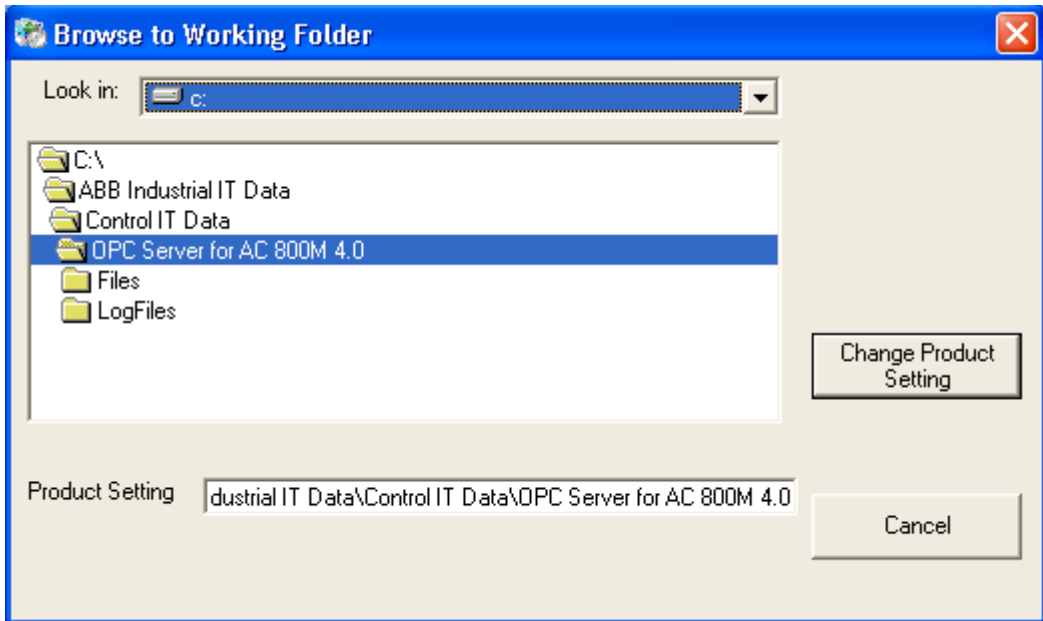 Browse to Working Folder
Look in:
c:
C:\
ABB Industrial IT Data
Control IT Data
OPC Server for AC 800M 4.0
Files
LogFiles
Change Product
Setting
Product Setting
dustrial IT Data\Control IT Data\OPC Server for AC 800M 4.0
Cancel